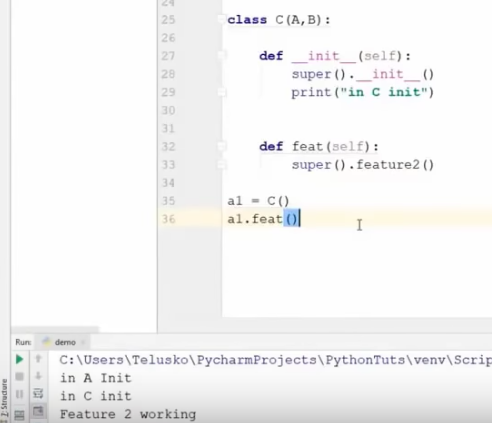 24
25 class C(A,B):
26
27 def __init__(self):
28 super().__init__()
29 print("in C init")
30
31
32 def feat(self):
33 super().feature2()
34
35 a1 = C()
36 a1.feat()
Run: demo
C:\Users\Telusko\PycharmProjects\PythonTuts\venv\Scrip
in A Init
in C init
Feature 2 working
Z: Structure